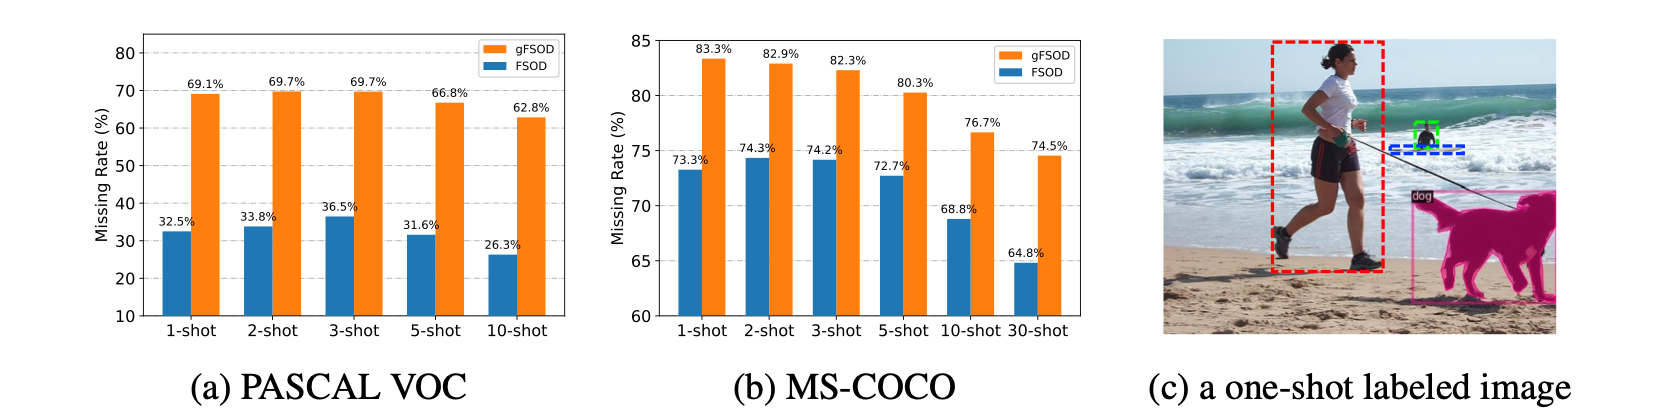 80
70
60
50
40
30
20
10
Missing Rate (%)
gFSOD
FSOD
69.1%
69.7%
69.7%
66.8%
62.8%
32.5%
33.8%
36.5%
31.6%
26.3%
1-shot
2-shot
3-shot
5-shot
10-shot
(a) PASCAL VOC
85
80
75
70
65
60
Missing Rate (%)
gFSOD
FSOD
83.3%
82.9%
82.3%
80.3%
76.7%
74.5%
73.3%
74.3%
74.2%
72.7%
68.8%
64.8%
1-shot
2-shot
3-shot
5-shot
10-shot
30-shot
(b) MS-COCO
dog
(c) a one-shot labeled image